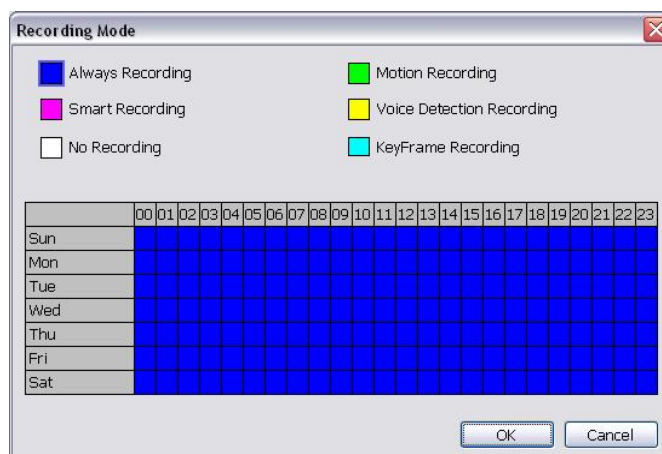 Recording Mode
Always Recording Motion Recording
Smart Recording Voice Detection Recording
No Recording KeyFrame Recording
00 01 02 03 04 05 06 07 08 09 10 11 12 13 14 15 16 17 18 19 20 21 22 23
Sun
Mon
Tue
Wed
Thu
Fri
Sat
OK Cancel